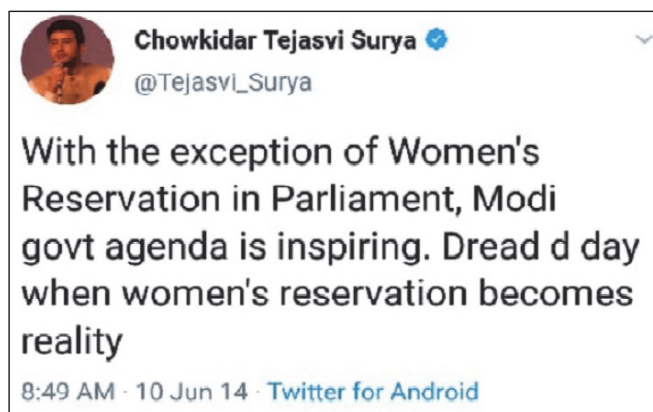 Chowkidar Tejasvi Surya
@Tejasvi_Surya
With the exception of Women's
Reservation in Parliament, Modi
govt agenda is inspiring. Dread d day
when women's reservation becomes
reality
8:49 AM · 10 Jun 14 · Twitter for Android